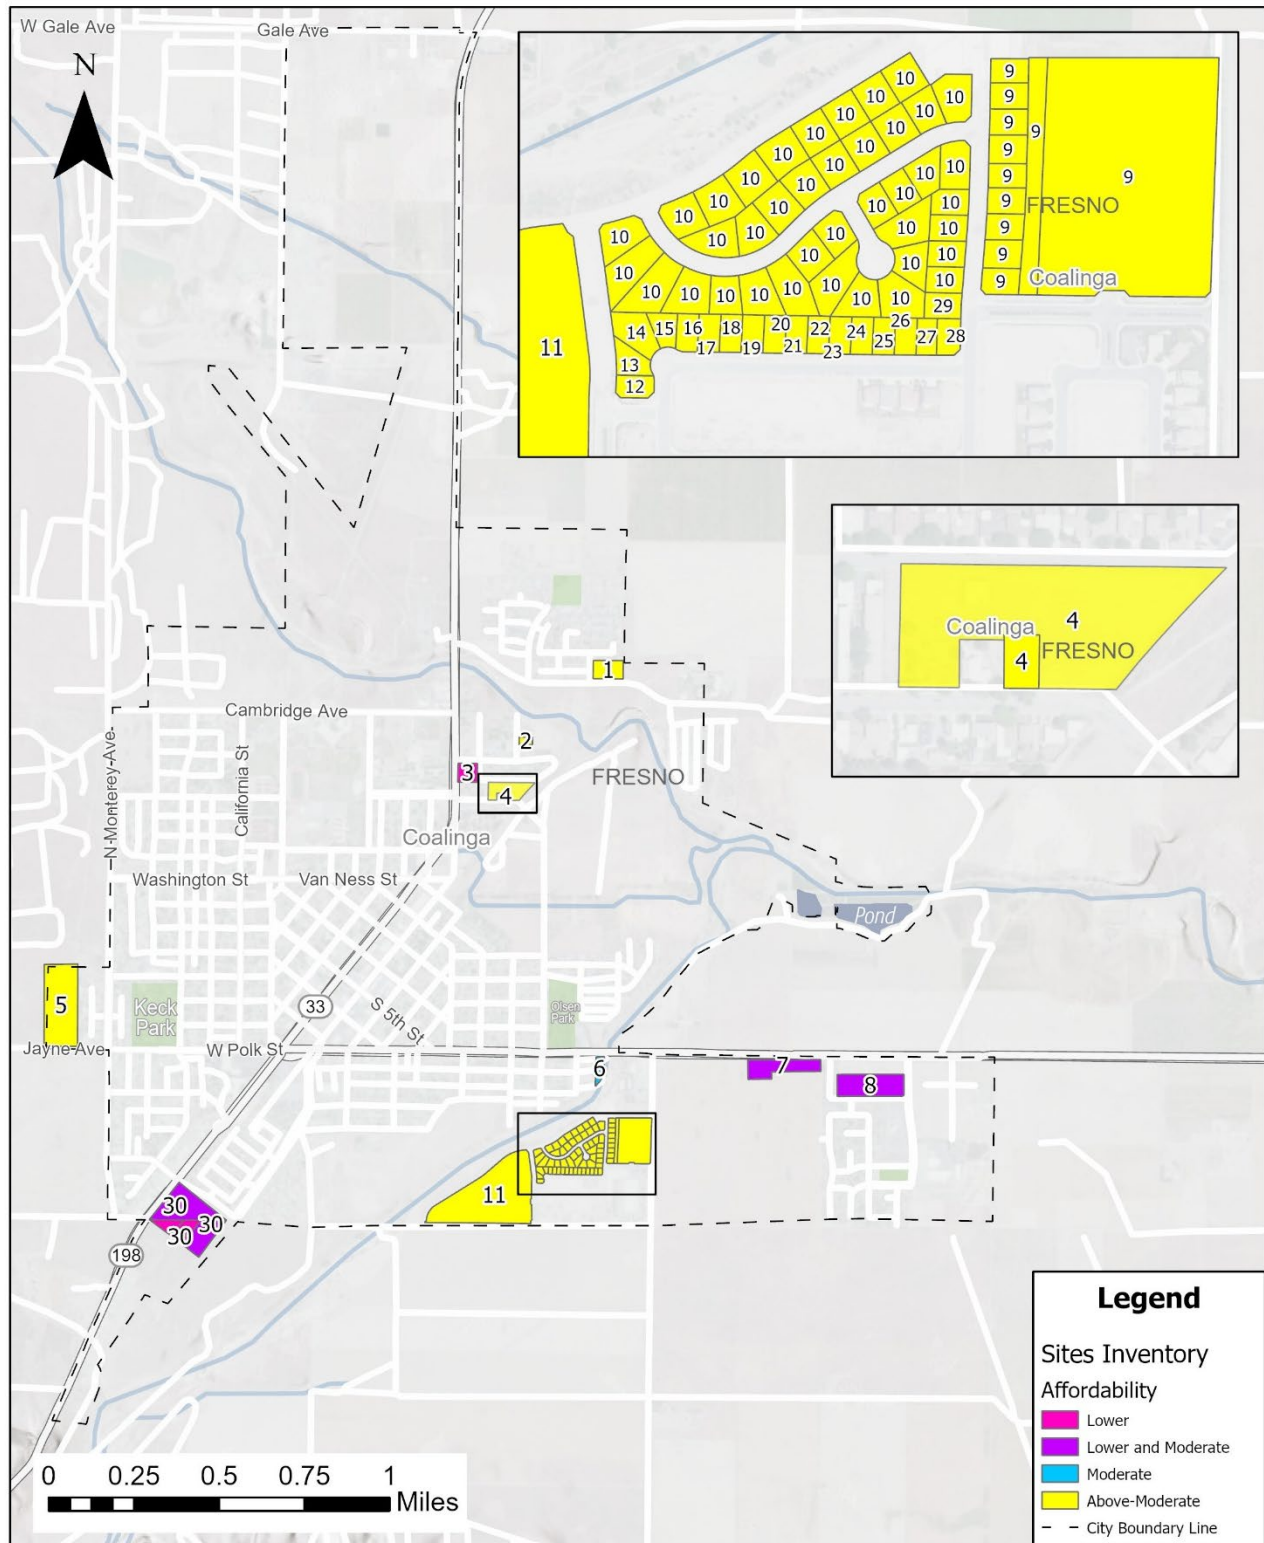 W Gale Ave
Gale Ave
N
10 10 10 10 10 10 10 10 10 10 10 10 10 10 10 10 10 10 10 10 10 10 10 10 10 10 10 10 10 10 10 10 10 10 10 10 10 10 10 10 10
9
9
9
9
9
9
9
9
9
9
9
FRESNO
Coalinga
11
14 15 16 17 18 19 20 21 22 23 24 25 26 27 28
29
13
12
4
Coalinga
FRESNO
4
1
Cambridge Ave
2
3
FRESNO
4
N Monterey Ave
California St
Coalinga
Washington St
Van Ness St
Pond
5
Keck
Park
33
S 5th St
Olsen
Park
Jayne Ave
W Polk St
6
7
8
11
30
30
30
198
Legend
Sites Inventory
Affordability
Lower
Lower and Moderate
Moderate
Above-Moderate
City Boundary Line
0 0.25 0.5 0.75 1
Miles